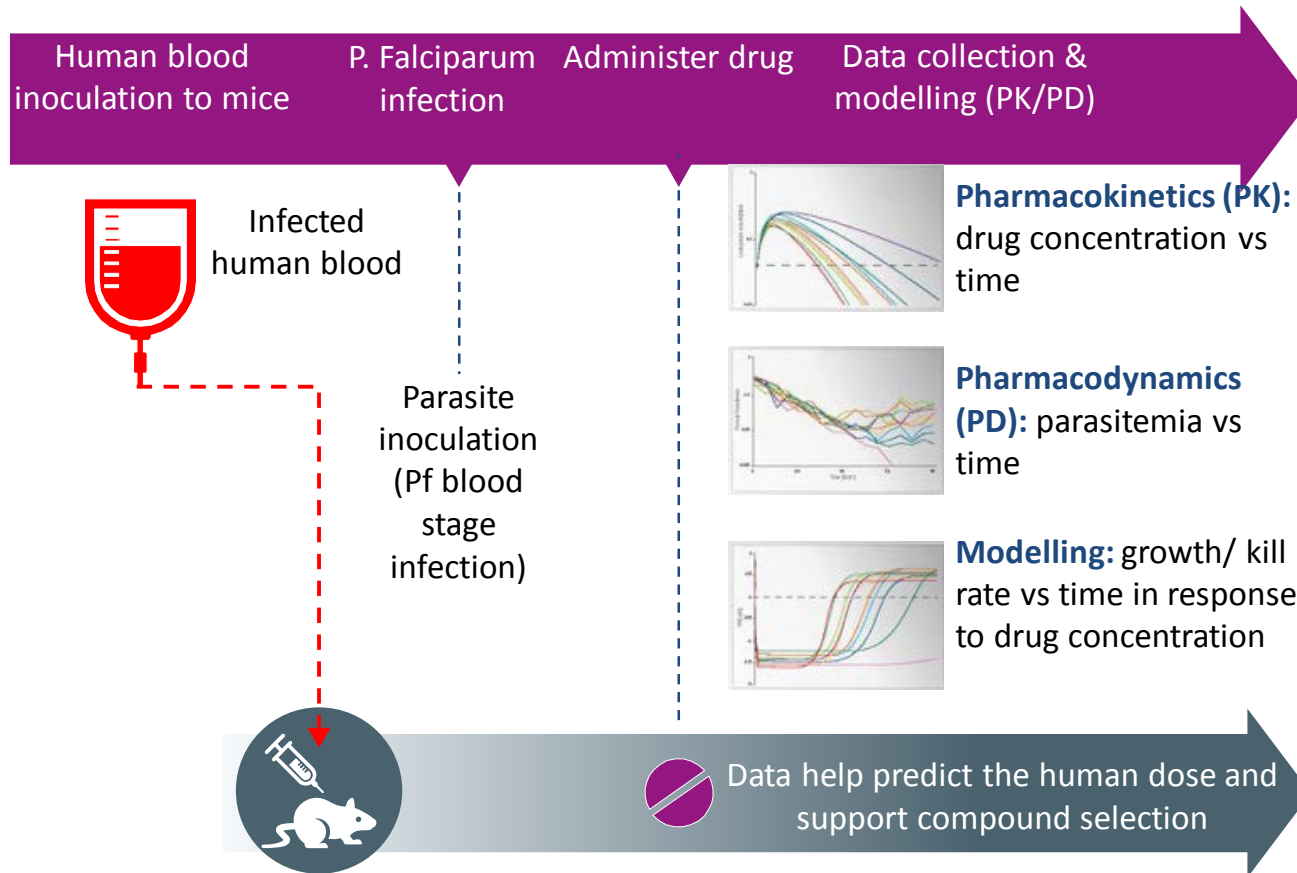 Human blood
inoculation to mice
P. Falciparum
infection
Administer drug
Data collection &
modelling (PK/PD)
Infected
human blood
Parasite
inoculation
(Pf blood
stage
infection)
Pharmacokinetics (PK):
drug concentration vs
time
Pharmacodynamics
(PD): parasitemia vs
time
Modelling: growth/ kill
rate vs time in response
to drug concentration
Data help predict the human dose and
support compound selection